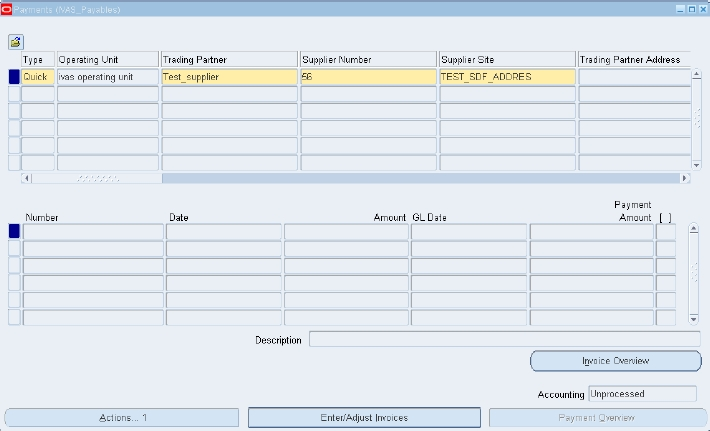 Payments (IVAS_Payables)
Type Operating Unit Trading Partner Supplier Number Supplier Site Trading Partner Address
Quick ivas operating unit Test_supplier 56 TEST_SDF_ADDRES
Payment
Number Date Amount GL Date Amount [ ]
Description
Invoice Overview
Accounting Unprocessed
Actions... 1 Enter/Adjust Invoices Payment Overview